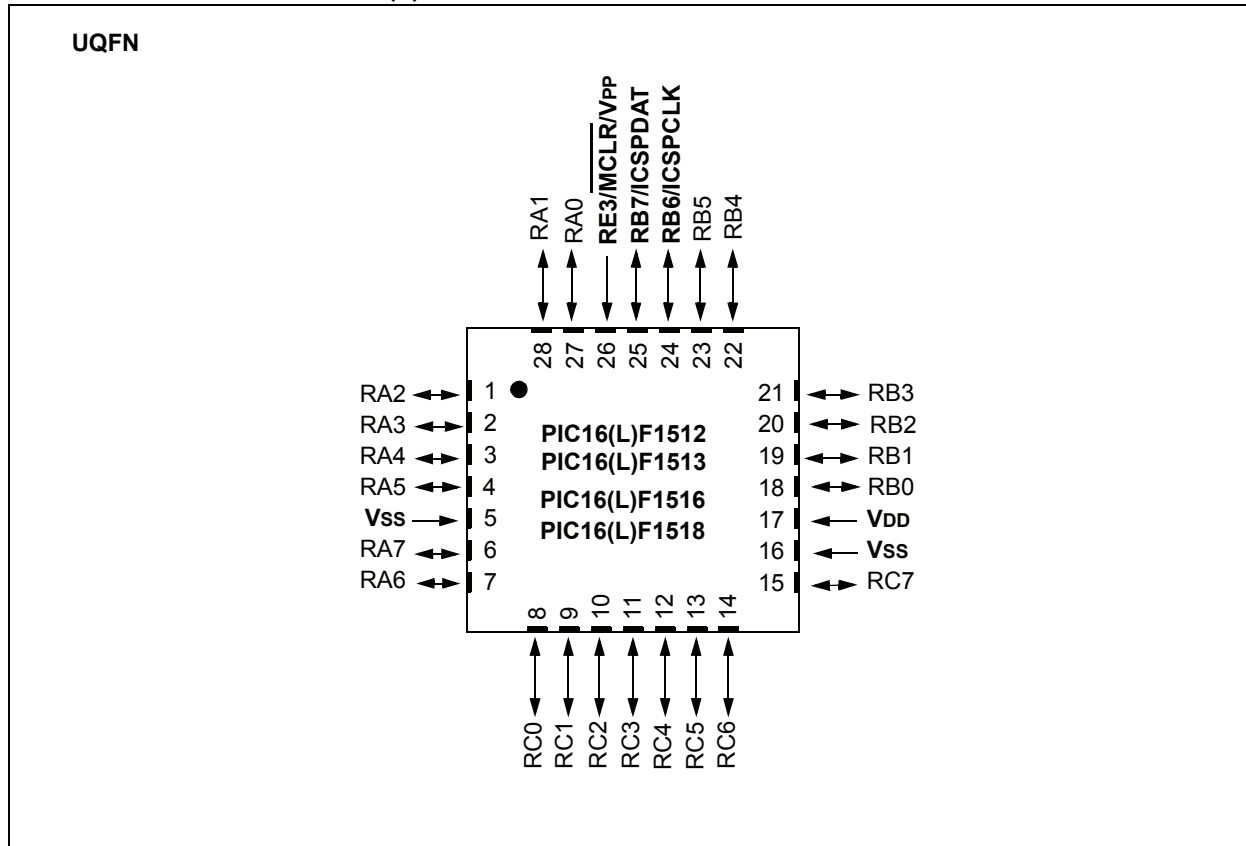 (
)
UQFN
RA1
RA0
RE3/MCLR/VPP
RB7/ICSPDAT
RB6/ICSPCLK
RB5
RB4
28
27
26
25
24
23
22
RA2 1
RA3 2
RA4 3
RA5 4
VSS 5
RA7 6
RA6 7
PIC16(L)F1512
PIC16(L)F1513
PIC16(L)F1516
PIC16(L)F1518
21 RB3
20 RB2
19 RB1
18 RB0
17 VDD
16 VSS
15 RC7
8
9
10
11
12
13
14
RC0
RC1
RC2
RC3
RC4
RC5
RC6